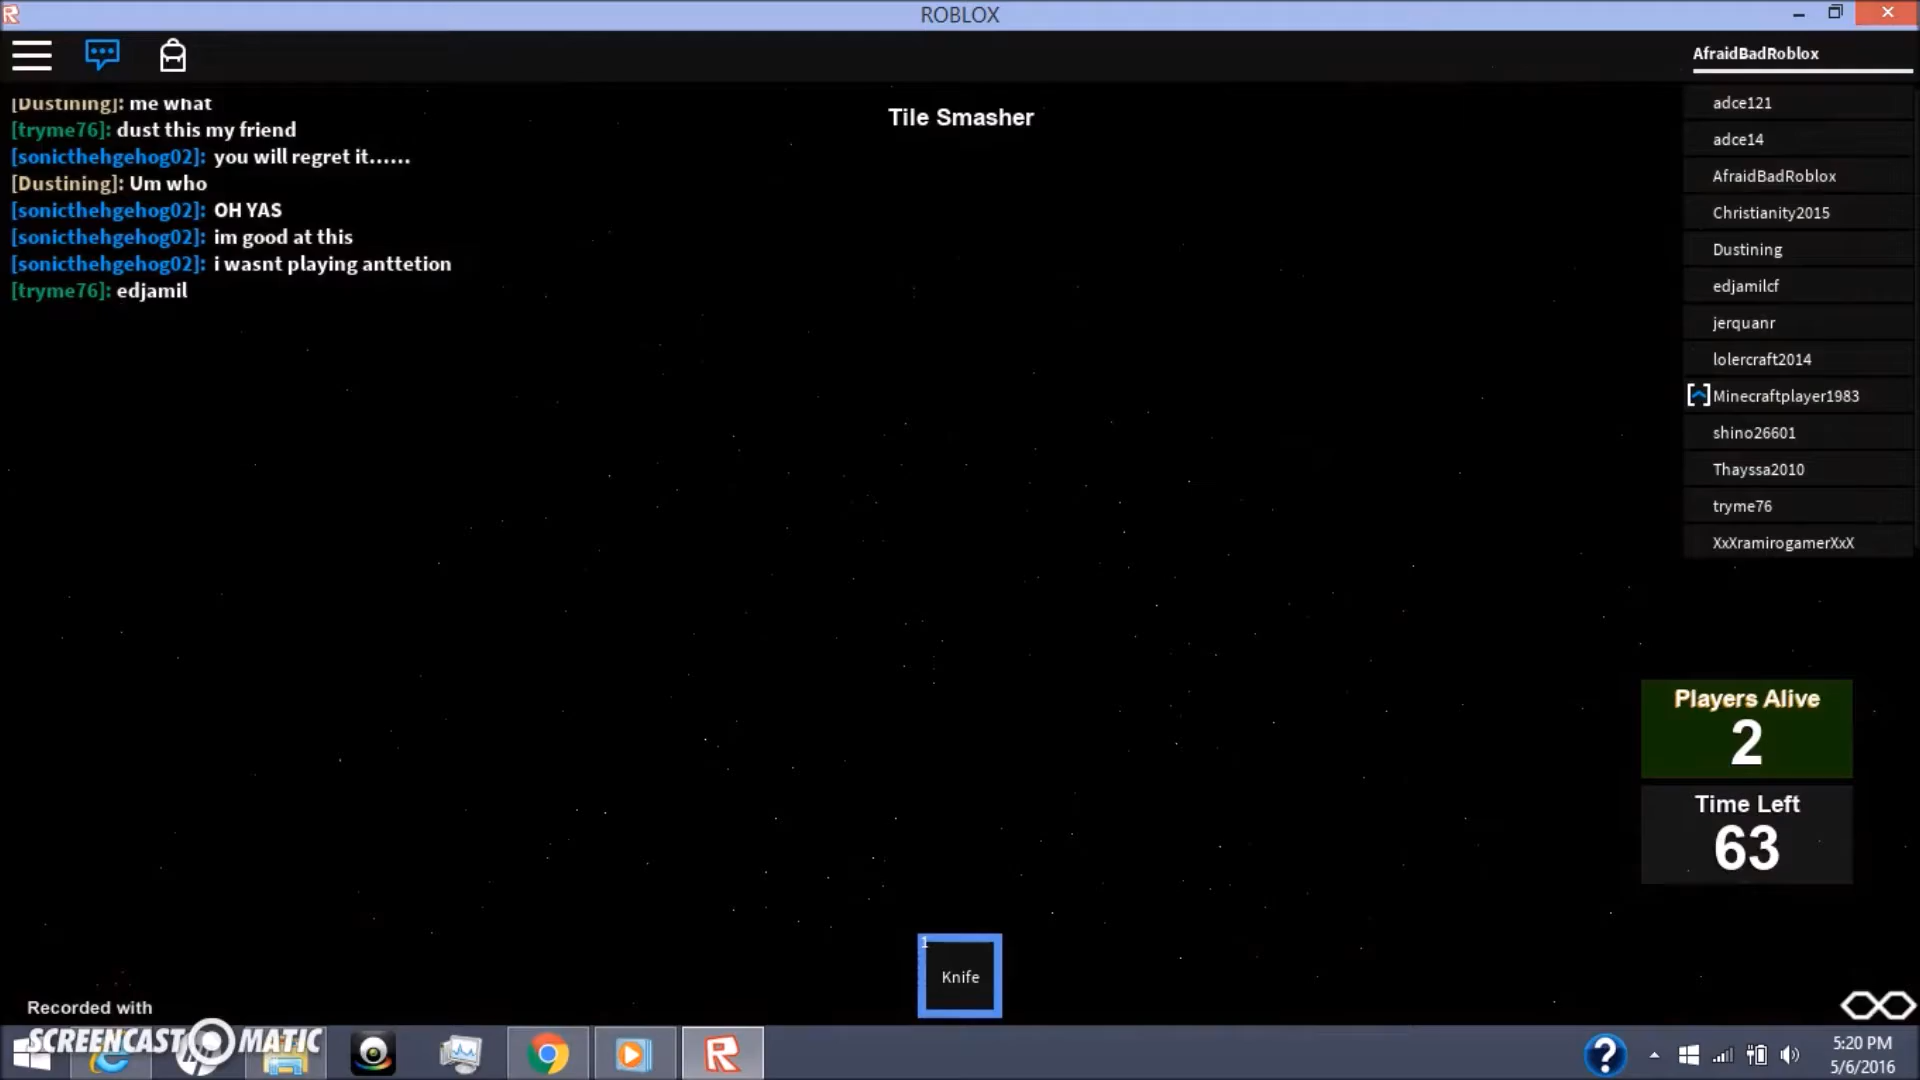 ROBLOX
AfraidBadRoblox
[Dustining]: me what
[tryme76]: dust this my friend
[sonicthehgehog02]: you will regret it......
[Dustining]: Um who
[sonicthehgehog02]: OH YAS
[sonicthehgehog02]: im good at this
[sonicthehgehog02]: i wasnt playing anttetion
[tryme76]: edjamil
Tile Smasher
adce121
adce14
AfraidBadRoblox
Christianity2015
Dustining
edjamilcf
jerquanr
lolercraft2014
Minecraftplayer1983
shino26601
Thayssa2010
tryme76
XxXramirogamerXxX
Players Alive
2
Time Left
63
1
Knife
Recorded with
SCREENCAST MATIC
5:20 PM
5/6/2016